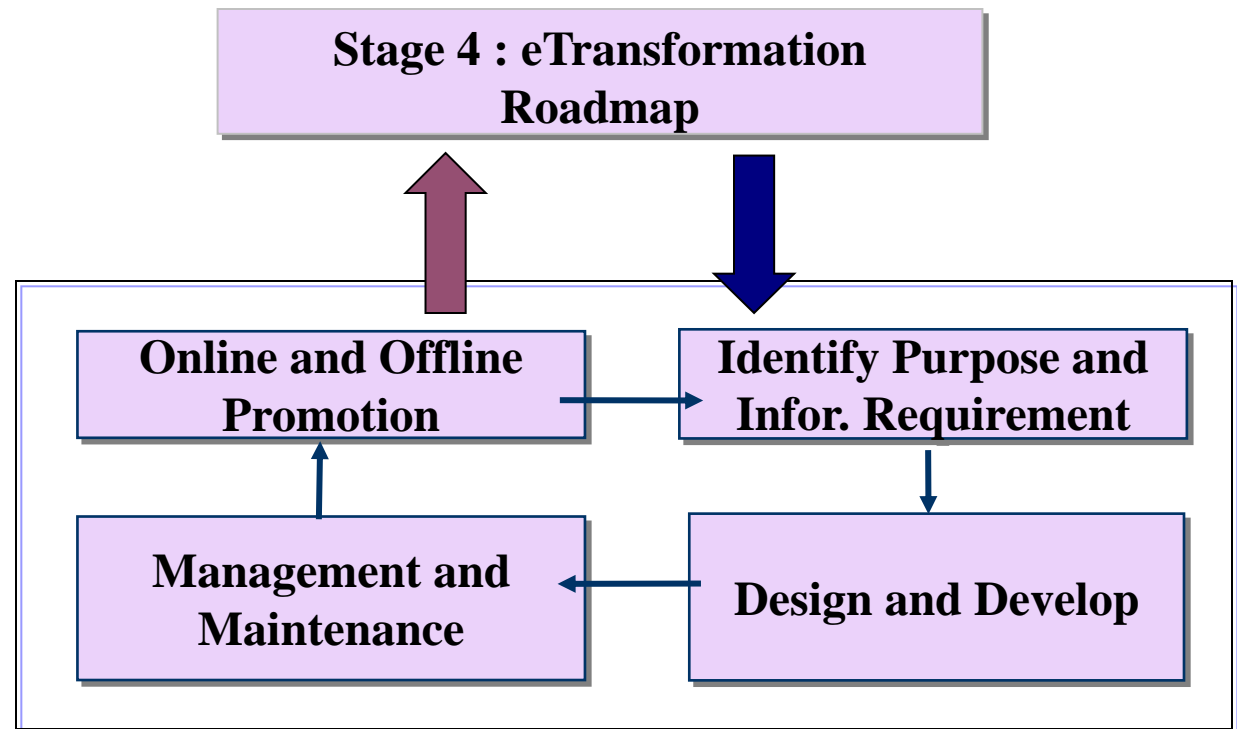 Stage 4 : eTransformation
Roadmap
Online and Offline
Promotion
Identify Purpose and
Infor. Requirement
Management and
Maintenance
Design and Develop